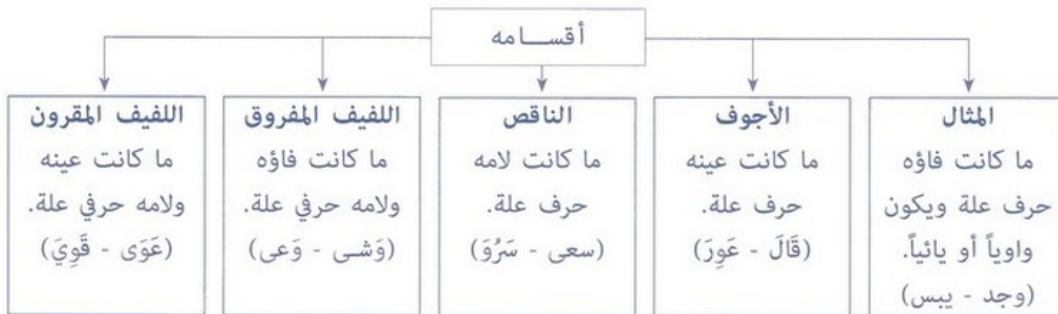 أقســـامه
المثال
ما كانت فاؤه
حرف علة ويكون
واوياً أو يائياً.
(وجد - يبس)
الأجوف
ما كانت عينه
حرف علة.
(قَالَ - عَوِرَ)
الناقص
ما كانت لامه
حرف علة.
(سعى - سَرُوَ)
اللفيف المفروق
ما كانت فاؤه
ولامه حرفي علة.
(وَشـى - وَعى)
اللفيف المقرون
ما كانت عينه
ولامه حرفي علة.
(عَوَى - قَوِيَ)